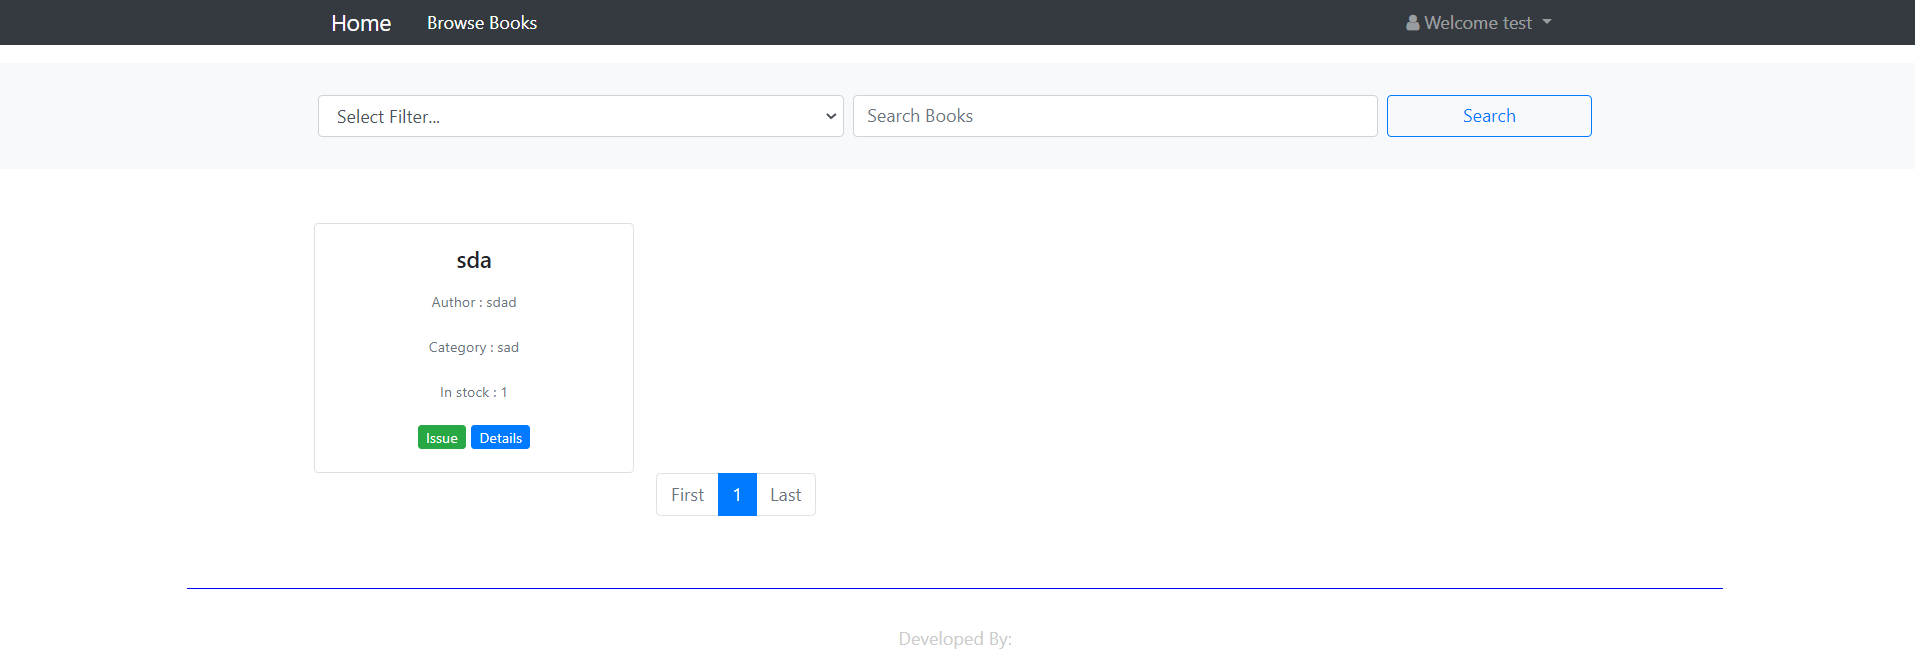 Home Browse Books Welcome test
Select Filter... Search Books Search
sda
Author : sdad
Category : sad
In stock : 1
Issue Details
First 1 Last
Developed By: